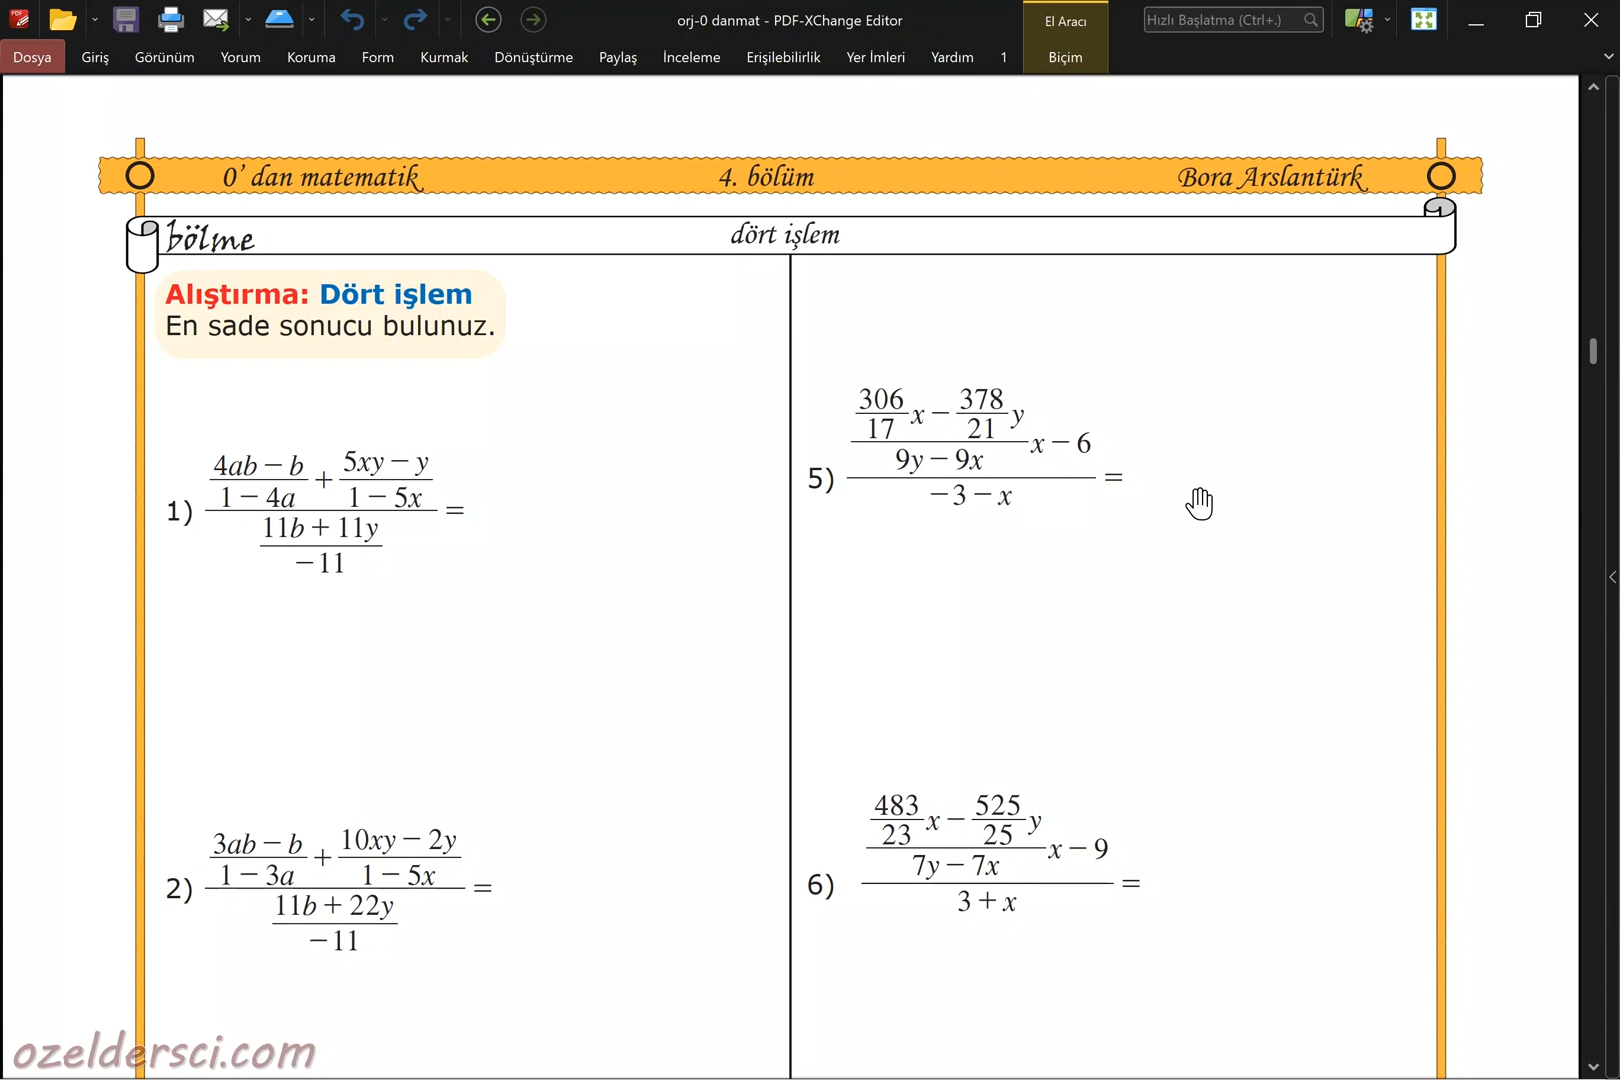 orj-0 danmat - PDF-XChange Editor
El Aracı
Hızlı Başlatma (Ctrl+.)
Dosya Giriş Görünüm Yorum Koruma Form Kurmak Dönüştürme Paylaş İnceleme Erişilebilirlik Yer İmleri Yardım 1 Biçim
0' dan matematik 4. bölüm Bora Arslantürk
bölme dört işlem
Alıştırma: Dört işlem
En sade sonucu bulunuz.
4ab − b + 5xy − y
1 − 4a 1 − 5x
1) =
11b + 11y
−11
3ab − b + 10xy − 2y
1 − 3a 1 − 5x
2) =
11b + 22y
−11
306 x − 378 y
17 21
x − 6
9y − 9x
5) =
−3 − x
483 x − 525 y
23 25
x − 9
7y − 7x
6) =
3 + x
ozeldersci.com